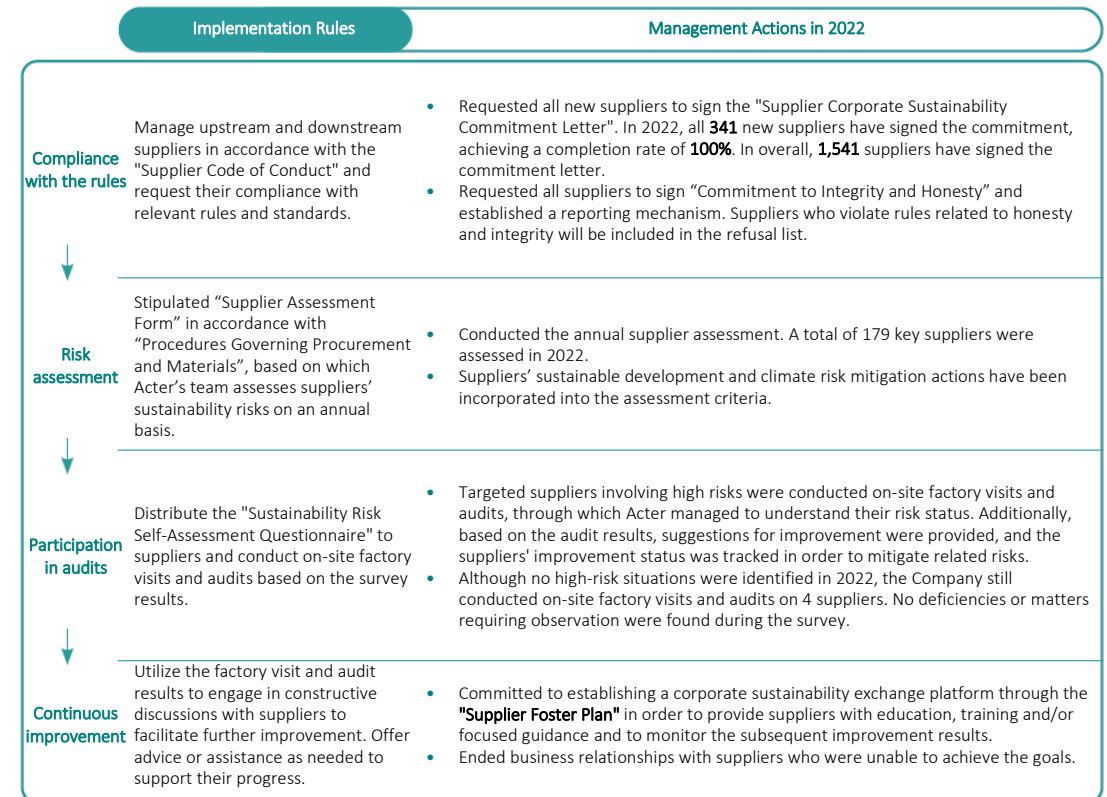 Implementation Rules
Management Actions in 2022
Compliance
with the rules
Manage upstream and downstream
suppliers in accordance with the
"Supplier Code of Conduct" and
request their compliance with
relevant rules and standards.
• Requested all new suppliers to sign the "Supplier Corporate Sustainability
Commitment Letter". In 2022, all 341 new suppliers have signed the commitment,
achieving a completion rate of 100%. In overall, 1,541 suppliers have signed the
commitment letter.
• Requested all suppliers to sign “Commitment to Integrity and Honesty” and
established a reporting mechanism. Suppliers who violate rules related to honesty
and integrity will be included in the refusal list.
Risk
assessment
Stipulated “Supplier Assessment
Form” in accordance with
“Procedures Governing Procurement
and Materials”, based on which
Acter’s team assesses suppliers’
sustainability risks on an annual
basis.
• Conducted the annual supplier assessment. A total of 179 key suppliers were
assessed in 2022.
• Suppliers’ sustainable development and climate risk mitigation actions have been
incorporated into the assessment criteria.
Participation
in audits
Distribute the "Sustainability Risk
Self-Assessment Questionnaire" to
suppliers and conduct on-site factory
visits and audits based on the survey
results.
• Targeted suppliers involving high risks were conducted on-site factory visits and
audits, through which Acter managed to understand their risk status. Additionally,
based on the audit results, suggestions for improvement were provided, and the
suppliers' improvement status was tracked in order to mitigate related risks.
• Although no high-risk situations were identified in 2022, the Company still
conducted on-site factory visits and audits on 4 suppliers. No deficiencies or matters
requiring observation were found during the survey.
Continuous
improvement
Utilize the factory visit and audit
results to engage in constructive
discussions with suppliers to
facilitate further improvement. Offer
advice or assistance as needed to
support their progress.
• Committed to establishing a corporate sustainability exchange platform through the
"Supplier Foster Plan" in order to provide suppliers with education, training and/or
focused guidance and to monitor the subsequent improvement results.
• Ended business relationships with suppliers who were unable to achieve the goals.